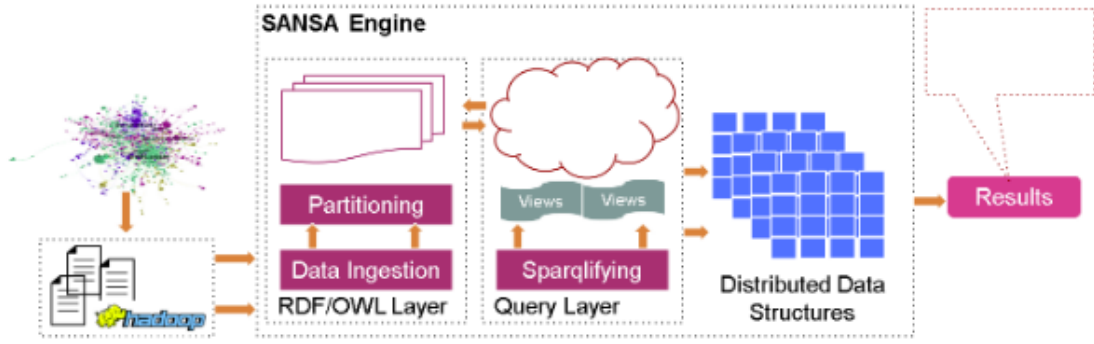 SANSA Engine
Partitioning
Data Ingestion
RDF/OWL Layer
Views
Views
Sparqlifying
Query Layer
Distributed Data
Structures
Results
hadoop